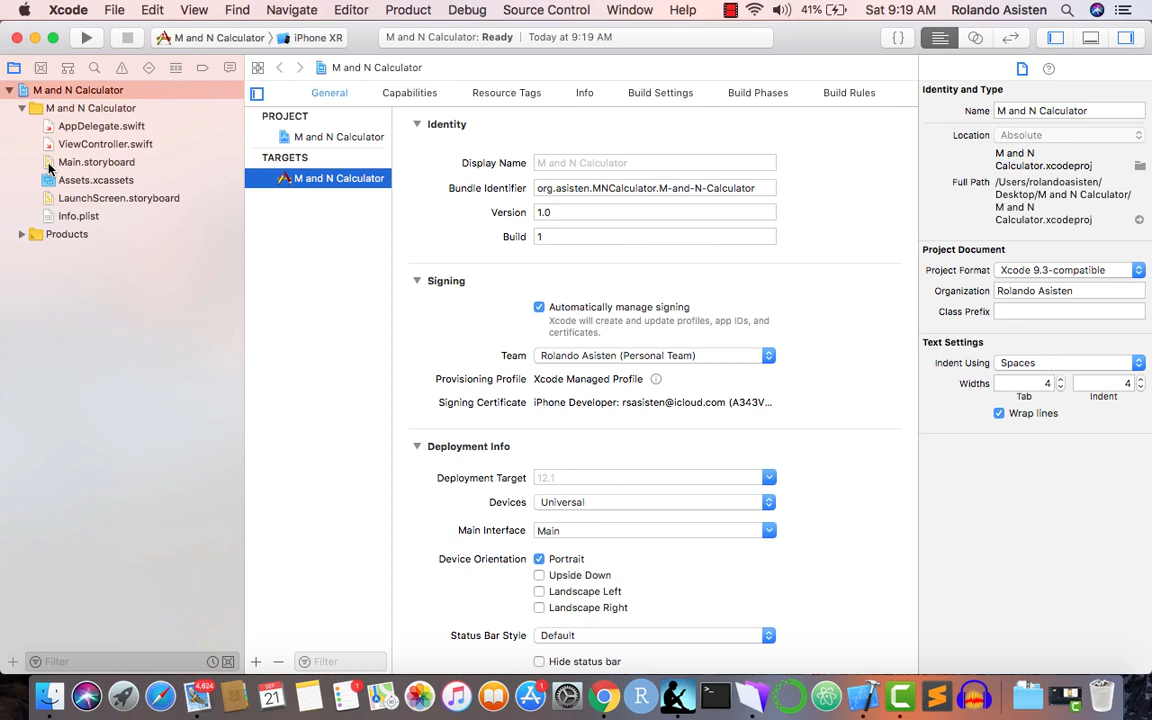 Xcode File Edit View Find Navigate Editor Product Debug Source Control Window Help 41% Sat 9:19 AM Rolando Asisten
M and N Calculator iPhone XR M and N Calculator: Ready Today at 9:19 AM
M and N Calculator
M and N Calculator
AppDelegate.swift
ViewController.swift
Main.storyboard
Assets.xcassets
LaunchScreen.storyboard
Info.plist
Products
Filter
M and N Calculator
General Capabilities Resource Tags Info Build Settings Build Phases Build Rules
PROJECT
M and N Calculator
TARGETS
M and N Calculator
Filter
Identity
Display Name M and N Calculator
Bundle Identifier org.asisten.MNCalculator.M-and-N-Calculator
Version 1.0
Build 1
Signing
Automatically manage signing
Xcode will create and update profiles, app IDs, and
certificates.
Team Rolando Asisten (Personal Team)
Provisioning Profile Xcode Managed Profile
Signing Certificate iPhone Developer: rsasisten@icloud.com (A343V...
Deployment Info
Deployment Target 12.1
Devices Universal
Main Interface Main
Device Orientation Portrait
Upside Down
Landscape Left
Landscape Right
Status Bar Style Default
Hide status bar
Identity and Type
Name M and N Calculator
Location Absolute
M and N
Calculator.xcodeproj
Full Path /Users/rolandoasisten/
Desktop/M and N Calculator/
M and N
Calculator.xcodeproj
Project Document
Project Format Xcode 9.3-compatible
Organization Rolando Asisten
Class Prefix
Text Settings
Indent Using Spaces
Widths 4 4
Tab Indent
Wrap lines
4,624 SEP 21 1 1 R